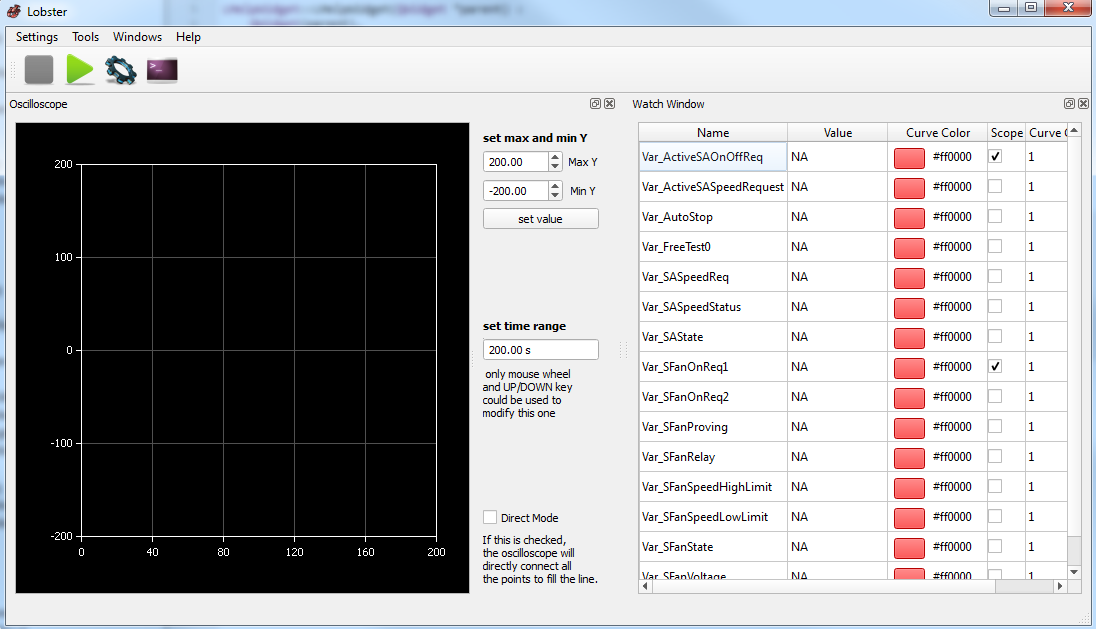 Lobster
Settings Tools Windows Help
Oscilloscope
200
100
0
-100
-200
0 40 80 120 160 200
set max and min Y
200.00 Max Y
-200.00 Min Y
set value
set time range
200.00 s
only mouse wheel
and UP/DOWN key
could be used to
modify this one
Direct Mode
If this is checked,
the oscilloscope will
directly connect all
the points to fill the line.
Watch Window
Name Value Curve Color Scope Curve
Var_ActiveSAOnOffReq NA #ff0000 1
Var_ActiveSASpeedRequest NA #ff0000 1
Var_AutoStop NA #ff0000 1
Var_FreeTest0 NA #ff0000 1
Var_SASpeedReq NA #ff0000 1
Var_SASpeedStatus NA #ff0000 1
Var_SAState NA #ff0000 1
Var_SFanOnReq1 NA #ff0000 1
Var_SFanOnReq2 NA #ff0000 1
Var_SFanProving NA #ff0000 1
Var_SFanRelay NA #ff0000 1
Var_SFanSpeedHighLimit NA #ff0000 1
Var_SFanSpeedLowLimit NA #ff0000 1
Var_SFanState NA #ff0000 1
Var_SFanVoltage NA #ff0000 1